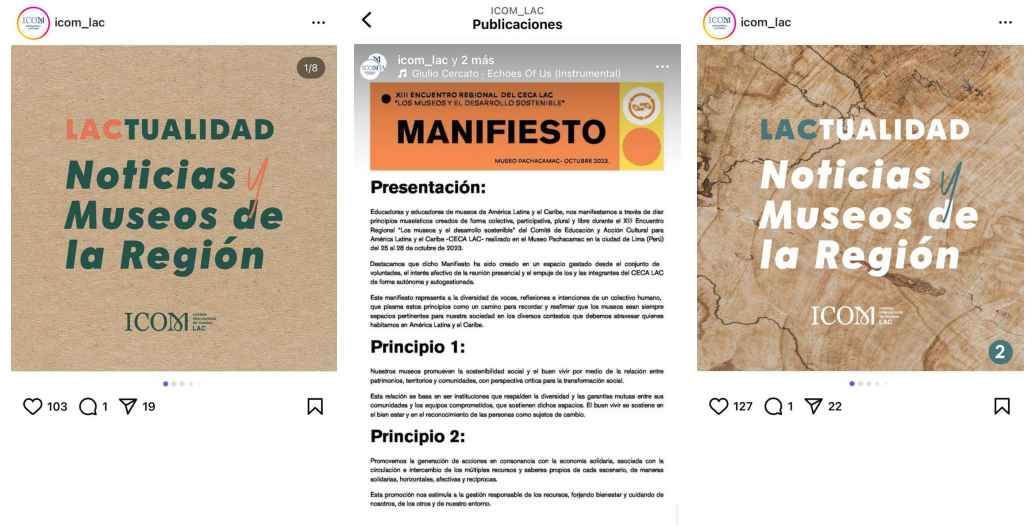 icom_lac
1/8
LACTUALIDAD
Noticias y
Museos de
la Región
ICOM
consejo
internacional
de museos
LAC
103
1
19
ICOM_LAC
Publicaciones
icom_lac y 2 más
Giulio Cercato · Echoes Of Us (Instrumental)
XIII ENCUENTRO REGIONAL DEL CECA LAC
"LOS MUSEOS Y EL DESARROLLO SOSTENIBLE"
MANIFIESTO
MUSEO PACHACAMAC- OCTUBRE 2023.
Presentación:
Educadoras y educadores de museos de América Latina y el Caribe, nos manifestamos a través de diez
principios museísticos creados de forma colectiva, participativa, plural y libre durante el XIII Encuentro
Regional "Los museos y el desarrollo sostenible" del Comité de Educación y Acción Cultural para
América Latina y el Caribe -CECA LAC- realizado en el Museo Pachacamac en la ciudad de Lima (Perú)
del 25 al 28 de octubre de 2023.
Destacamos que dicho Manifiesto ha sido creado en un espacio gestado desde el conjunto de
voluntades, el interés afectivo de la reunión presencial y el empuje de los y las integrantes del CECA LAC
de forma autónoma y autogestionada.
Este manifiesto representa a la diversidad de voces, reflexiones e intenciones de un colectivo humano,
que plasma estos principios como un camino para recordar y reafirmar que los museos sean siempre
espacios pertinentes para nuestra sociedad en los diversos contextos que debemos atravesar quienes
habitamos en América Latina y el Caribe.
Principio 1:
Nuestros museos promueven la sostenibilidad social y el buen vivir por medio de la relación entre
patrimonios, territorios y comunidades, con perspectiva crítica para la transformación social.
Esta relación se basa en ser instituciones que respalden la diversidad y las garantías mutuas entre sus
comunidades y los equipos comprometidos, que sostienen dichos espacios. El buen vivir se sostiene en
el bien estar y en el reconocimiento de las personas como sujetos de cambio.
Principio 2:
Promovemos la generación de acciones en consonancia con la economía solidaria, asociada con la
circulación e intercambio de los múltiples recursos y saberes propios de cada escenario, de maneras
solidarias, horizontales, afectivas y recíprocas.
Esta promoción nos estimula a la gestión responsable de los recursos, forjando bienestar y cuidando de
nosotros, de los otros y de nuestro entorno.
icom_lac
LACTUALIDAD
Noticias y
Museos de
la Región
ICOM
LAC
2
127
1
22